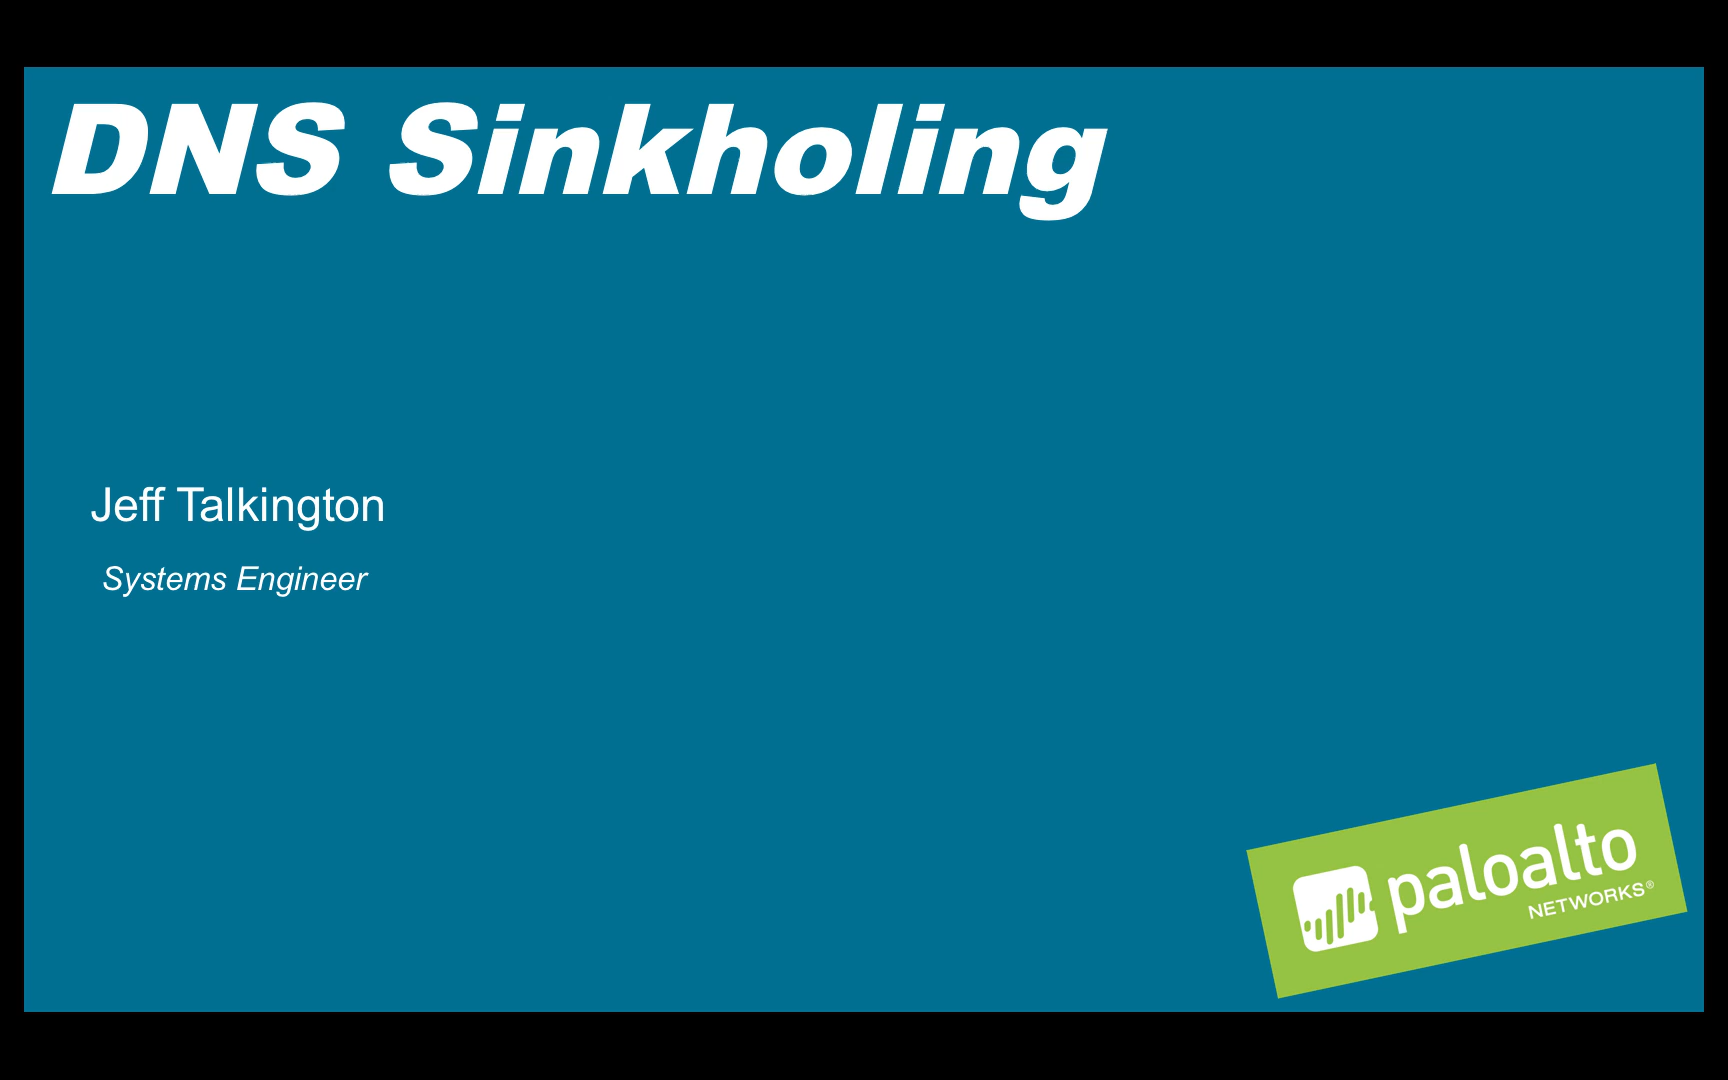 DNS Sinkholing
Jeff Talkington
Systems Engineer
paloalto
NETWORKS®